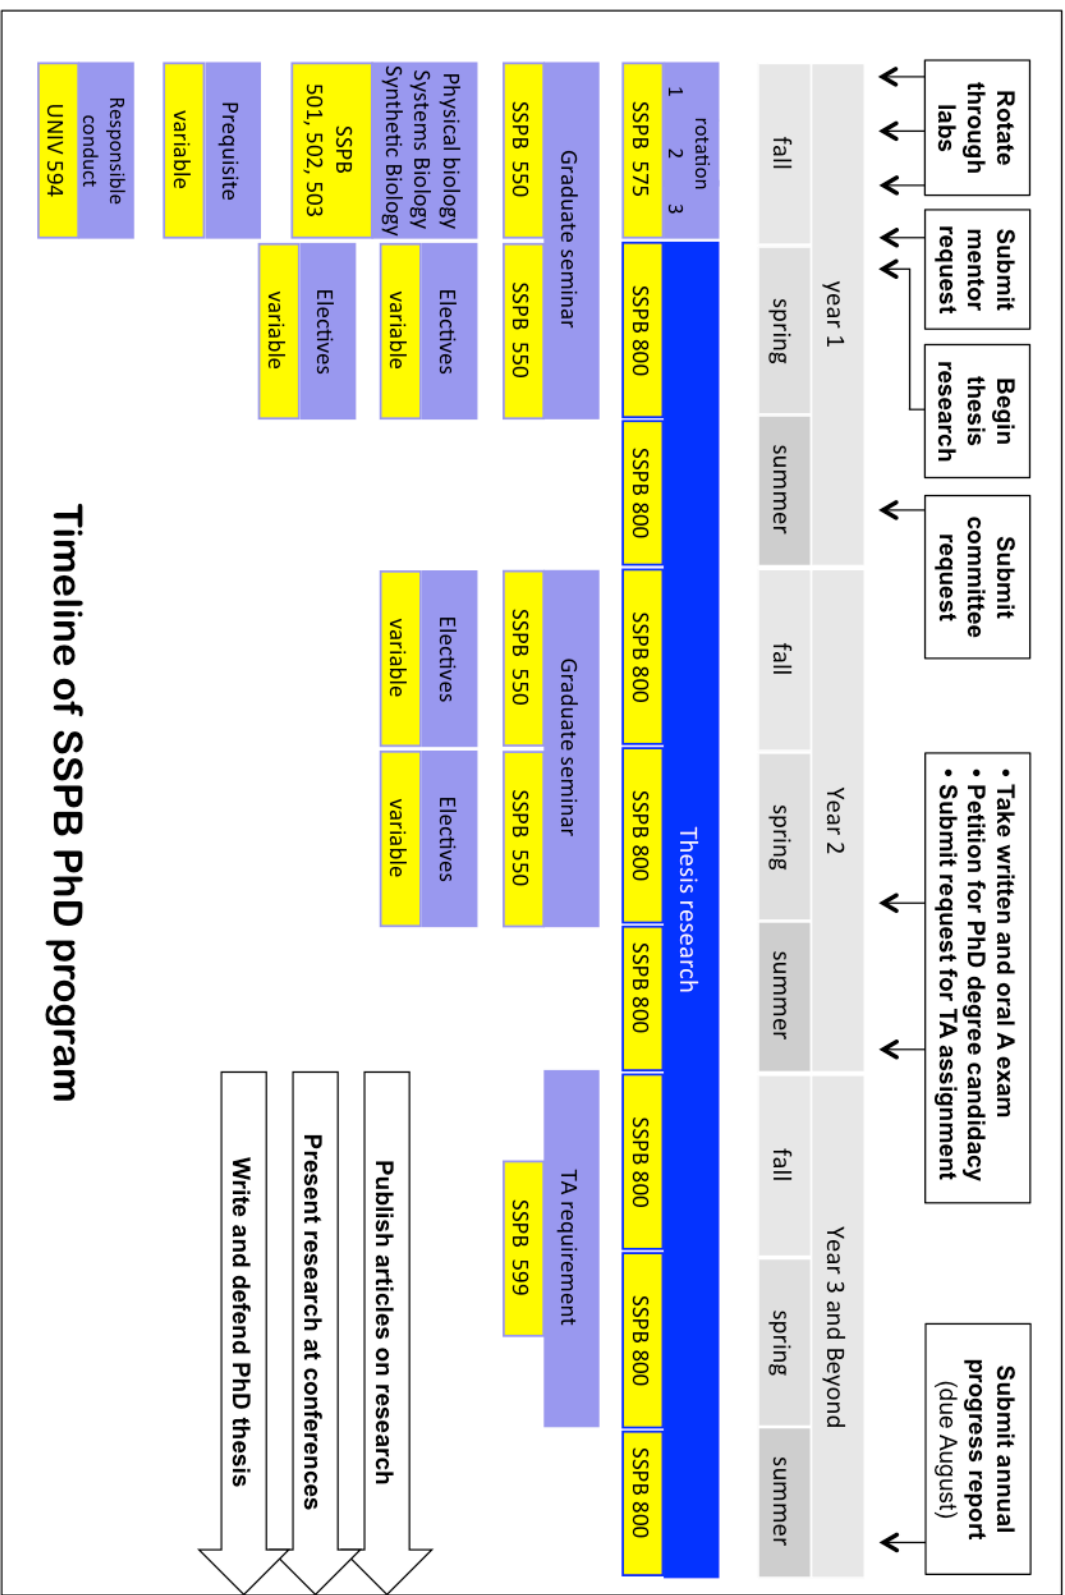 Rotate
through
labs
Submit
mentor
request
Begin
thesis
research
Submit
committee
request
• Take written and oral A exam
• Petition for PhD degree candidacy
• Submit request for TA assignment
Submit annual
progress report
(due August)
year 1
Year 2
Year 3 and Beyond
fall
spring
summer
fall
spring
summer
fall
spring
summer
rotation
1 2 3
Thesis research
SSPB 575
SSPB 800
SSPB 800
SSPB 800
SSPB 800
SSPB 800
SSPB 800
SSPB 800
SSPB 800
Graduate seminar
SSPB 550
SSPB 550
Graduate seminar
SSPB 550
SSPB 550
TA requirement
SSPB 599
Physical biology
Systems Biology
Synthetic Biology
SSPB
501, 502, 503
Electives
variable
Electives
variable
Electives
variable
Electives
variable
Prequisite
variable
Responsible
conduct
UNIV 594
Publish articles on research
Present research at conferences
Write and defend PhD thesis
Timeline of SSPB PhD program